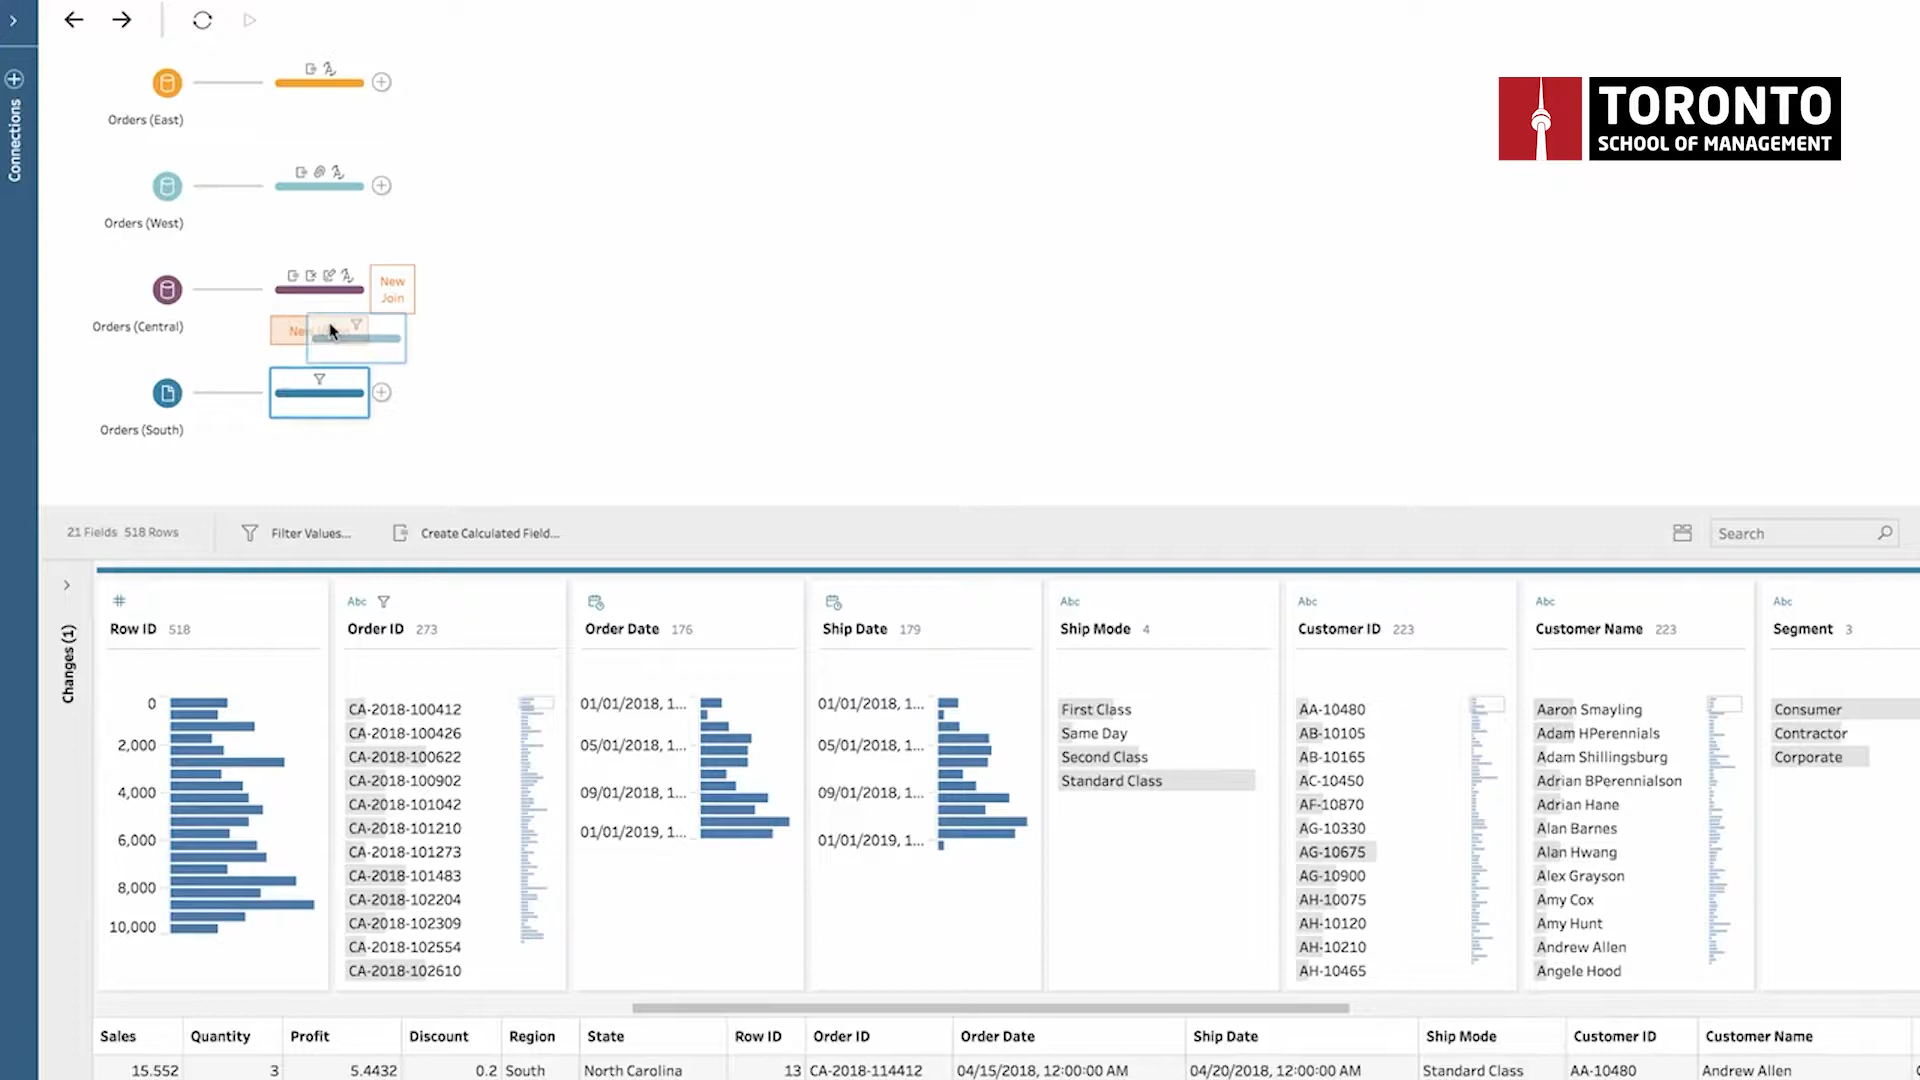 Connections
Orders (East)
Orders (West)
Orders (Central)
Orders (South)
New
Join
TORONTO
SCHOOL OF MANAGEMENT
21 Fields 518 Rows
Filter Values...
Create Calculated Field...
Search
Changes (1)
#
Row ID 518
0
2,000
4,000
6,000
8,000
10,000
Abc
Order ID 273
CA-2018-100412
CA-2018-100426
CA-2018-100622
CA-2018-100902
CA-2018-101042
CA-2018-101210
CA-2018-101273
CA-2018-101483
CA-2018-102204
CA-2018-102309
CA-2018-102554
CA-2018-102610
Order Date 176
01/01/2018, 1...
05/01/2018, 1...
09/01/2018, 1...
01/01/2019, 1...
Ship Date 179
01/01/2018, 1...
05/01/2018, 1...
09/01/2018, 1...
01/01/2019, 1...
Abc
Ship Mode 4
First Class
Same Day
Second Class
Standard Class
Abc
Customer ID 223
AA-10480
AB-10105
AB-10165
AC-10450
AF-10870
AG-10330
AG-10675
AG-10900
AH-10075
AH-10120
AH-10210
AH-10465
Abc
Customer Name 223
Aaron Smayling
Adam HPerennials
Adam Shillingsburg
Adrian BPerennialson
Adrian Hane
Alan Barnes
Alan Hwang
Alex Grayson
Amy Cox
Amy Hunt
Andrew Allen
Angele Hood
Abc
Segment 3
Consumer
Contractor
Corporate
Sales Quantity Profit Discount Region State Row ID Order ID Order Date Ship Date Ship Mode Customer ID Customer Name
15.552 3 5.4432 0.2 South North Carolina 13 CA-2018-114412 04/15/2018, 12:00:00 AM 04/20/2018, 12:00:00 AM Standard Class AA-10480 Andrew Allen